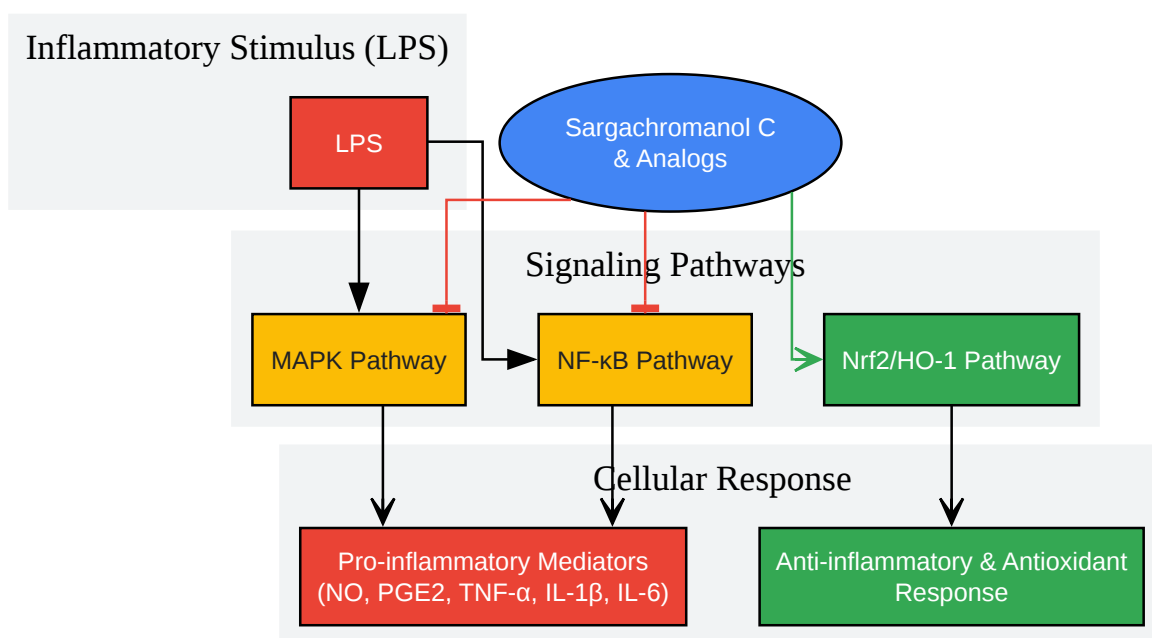 Inflammatory Stimulus (LPS)
LPS
Sargachromanol C
& Analogs
Signaling Pathways
MAPK Pathway
NF-κB Pathway
Nrf2/HO-1 Pathway
Cellular Response
Pro-inflammatory Mediators
(NO, PGE2, TNF-α, IL-1β, IL-6)
Anti-inflammatory & Antioxidant
Response